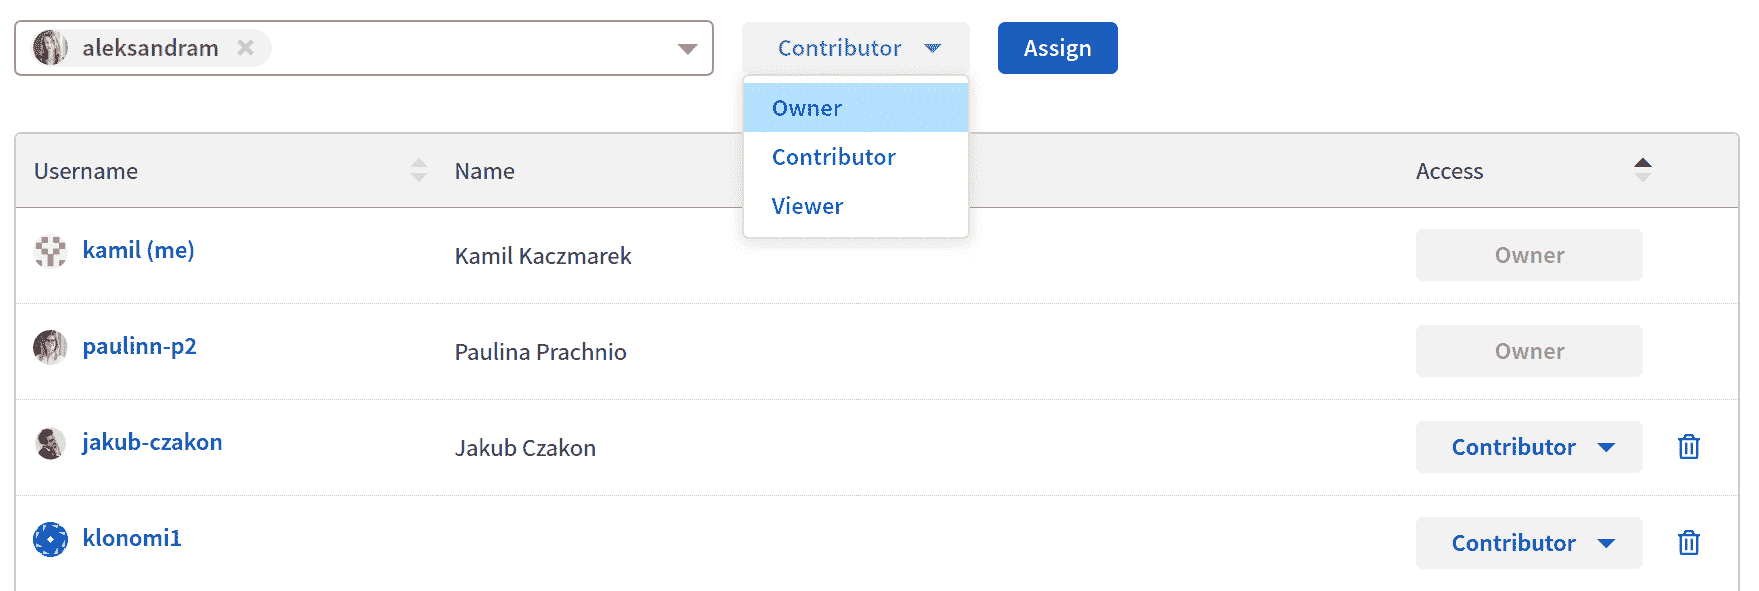 aleksandram Contributor Assign
Owner
Contributor
Viewer
Username Name Access
kamil (me) Kamil Kaczmarek Owner
paulinn-p2 Paulina Prachnio Owner
jakub-czakon Jakub Czakon Contributor
klonomi1 Contributor